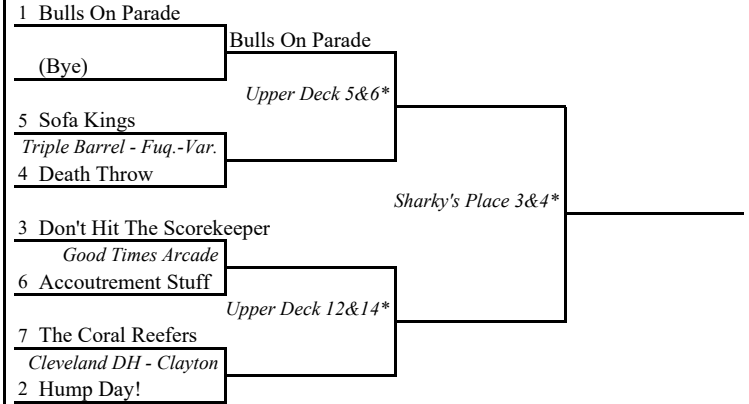 1 Bulls On Parade
Bulls On Parade
(Bye)
Upper Deck 5&6*
5 Sofa Kings
Triple Barrel - Fuq.-Var.
4 Death Throw
Sharky's Place 3&4*
3 Don't Hit The Scorekeeper
Good Times Arcade
6 Accoutrement Stuff
Upper Deck 12&14*
7 The Coral Reefers
Cleveland DH - Clayton
2 Hump Day!